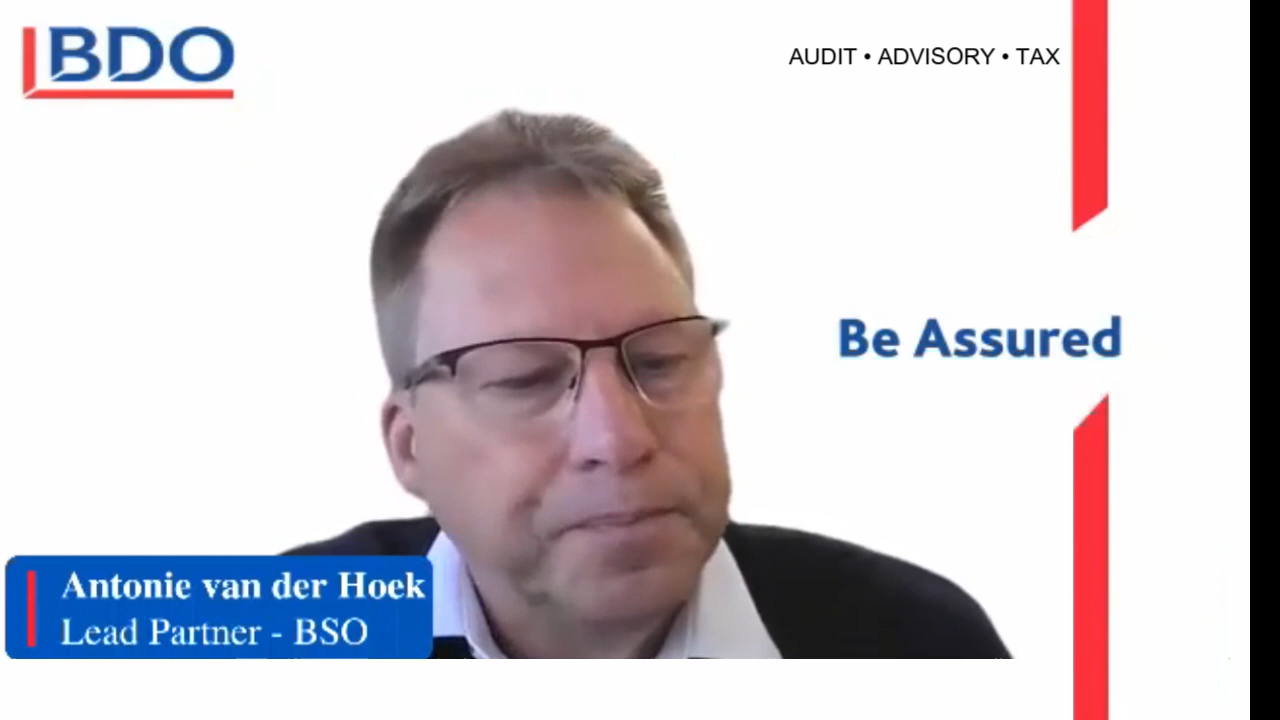 BDO
AUDIT • ADVISORY • TAX
Be Assured
Antonie van der Hoek
Lead Partner - BSO